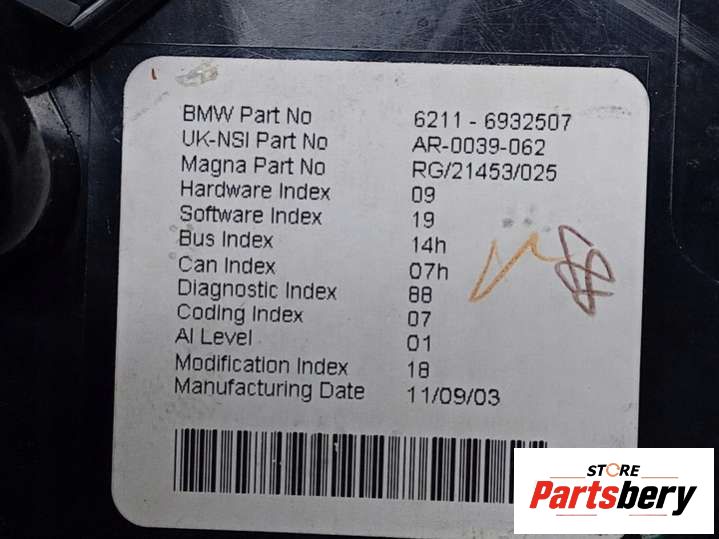 BMW Part No 6211 - 6932507
UK-NSI Part No AR-0039-062
Magna Part No RG/21453/025
Hardware Index 09
Software Index 19
Bus Index 14h
Can Index 07h
Diagnostic Index 88
Coding Index 07
AI Level 01
Modification Index 18
Manufacturing Date 11/09/03
STORE
Partsbery